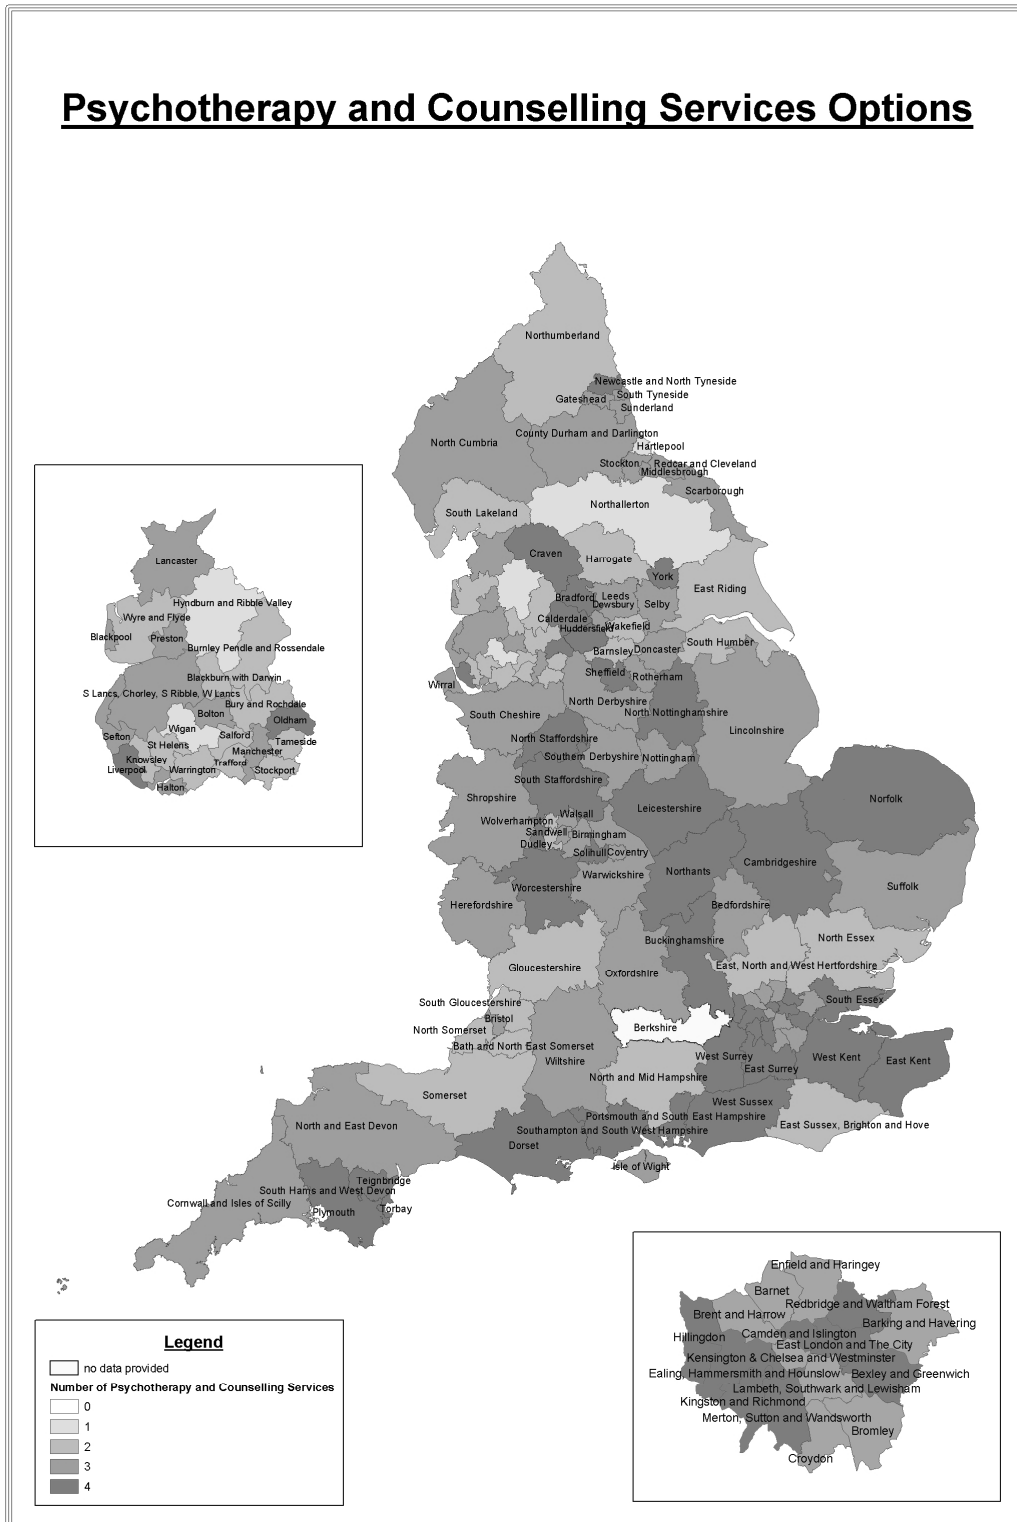 Psychotherapy and Counselling Services Options
Northumberland
Newcastle and North Tyneside
South Tyneside
Gateshead
Sunderland
County Durham and Darlington
North Cumbria
Hartlepool
Stockton
Redcar and Cleveland
Middlesbrough
Scarborough
Northallerton
South Lakeland
Craven
Harrogate
York
East Riding
Bradford
Leeds
Dewsbury
Selby
Calderdale
Huddersfield
Wakefield
South Humber
Barnsley
Doncaster
Sheffield
Rotherham
Wirral
North Derbyshire
South Cheshire
North Nottinghamshire
Lincolnshire
North Staffordshire
Southern Derbyshire
Nottingham
South Staffordshire
Shropshire
Leicestershire
Norfolk
Walsall
Wolverhampton
Sandwell
Birmingham
Dudley
Solihull
Coventry
Cambridgeshire
Warwickshire
Northants
Worcestershire
Suffolk
Herefordshire
Bedfordshire
Buckinghamshire
North Essex
Gloucestershire
East, North and West Hertfordshire
Oxfordshire
South Gloucestershire
South Essex
Bristol
North Somerset
Berkshire
Bath and North East Somerset
Wiltshire
West Surrey
West Kent
East Kent
East Surrey
North and Mid Hampshire
Somerset
West Sussex
Portsmouth and South East Hampshire
North and East Devon
East Sussex, Brighton and Hove
Southampton and South West Hampshire
Dorset
Isle of Wight
Teignbridge
South Hams and West Devon
Cornwall and Isles of Scilly
Plymouth
Torbay
Lancaster
Hyndburn and Ribble Valley
Wyre and Flyde
Blackpool
Preston
Burnley Pendle and Rossendale
Blackburn with Darwin
S Lancs, Chorley, S Ribble, W Lancs
Bury and Rochdale
Bolton
Oldham
Wigan
Sefton
Salford
Tameside
St Helens
Manchester
Knowsley
Trafford
Liverpool
Warrington
Stockport
Halton
Enfield and Haringey
Barnet
Redbridge and Waltham Forest
Brent and Harrow
Barking and Havering
Hillingdon
Camden and Islington
East London and The City
Kensington & Chelsea and Westminster
Ealing, Hammersmith and Hounslow
Bexley and Greenwich
Lambeth, Southwark and Lewisham
Kingston and Richmond
Merton, Sutton and Wandsworth
Bromley
Croydon
Legend
no data provided
Number of Psychotherapy and Counselling Services
0
1
2
3
4